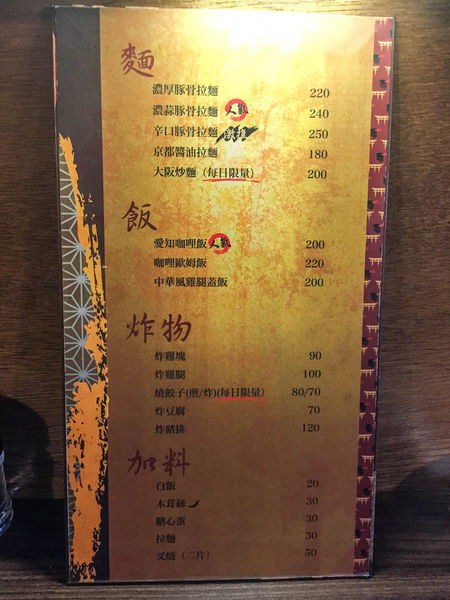 麵
濃厚豚骨拉麵 220
濃蒜豚骨拉麵 人氣 240
辛口豚骨拉麵 250
京都醬油拉麵 180
大阪炒麵（每日限量） 200
飯
愛知咖哩飯 人氣 200
咖哩歐姆飯 220
中華風雞腿蓋飯 200
炸物
炸雞塊 90
炸雞腿 100
燒餃子(煎/炸)(每日限量) 80/70
炸豆腐 70
炸豬排 120
加料
白飯 20
木茸絲 30
糖心蛋 30
拉麵 30
叉燒（二片） 50